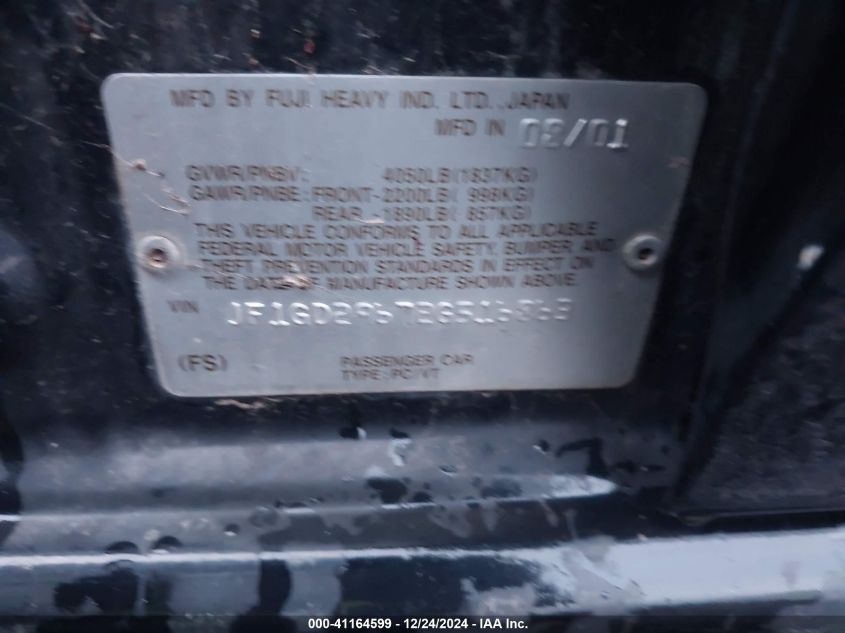 MFD BY FUJI HEAVY IND. LTD., JAPAN
MFD IN
GVWR/PNBV: 4050LB(1837KG)
GAWR/PNBE: FRONT-2200LB( 998KG)
REAR -1890LB( 857KG)
THIS VEHICLE CONFORMS TO ALL APPLICABLE
FEDERAL MOTOR VEHICLE SAFETY, BUMPER, AND
THEFT PREVENTION STANDARDS IN EFFECT ON
THE DATE OF MANUFACTURE SHOWN ABOVE.
VIN JF1GD29672G516863
(FS) PASSENGER CAR
TYPE: PC/VT
000-41164599 - 12/24/2024 - IAA Inc.